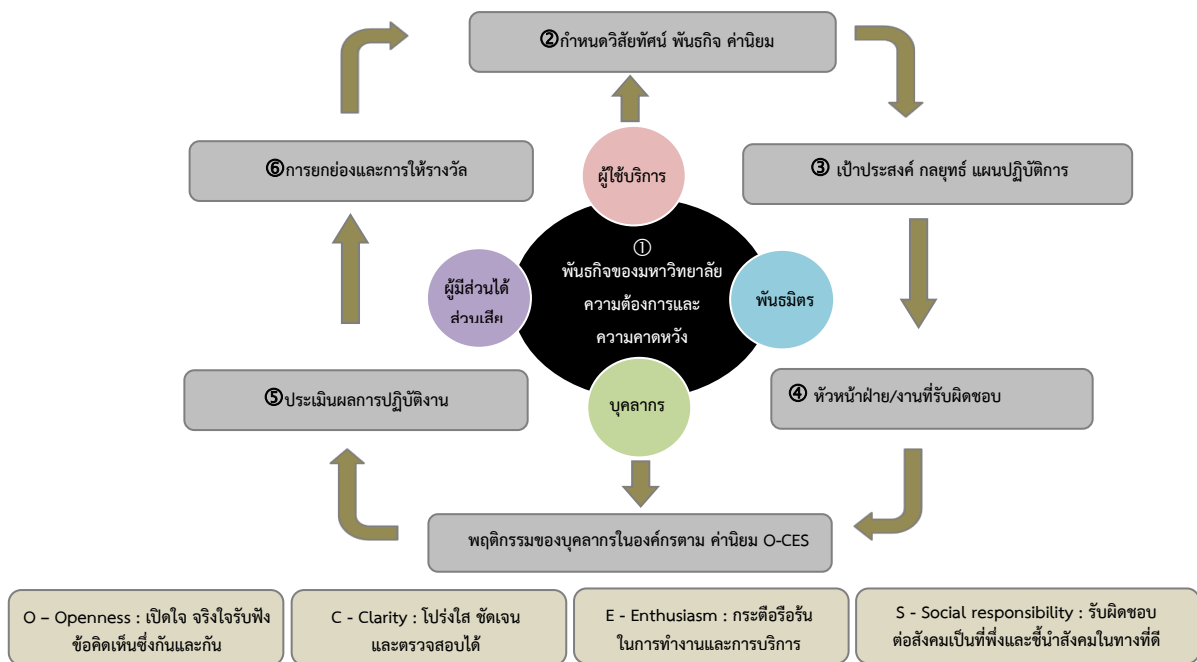 ②กำหนดวิสัยทัศน์ พันธกิจ ค่านิยม
⑥การยกย่องและการให้รางวัล
ผู้ใช้บริการ
③ เป้าประสงค์ กลยุทธ์ แผนปฏิบัติการ
①
พันธกิจของมหาวิทยาลัย
ความต้องการและ
ความคาดหวัง
ผู้มีส่วนได้
ส่วนเสีย
พันธมิตร
⑤ประเมินผลการปฏิบัติงาน
บุคลากร
④ หัวหน้าฝ่าย/งานที่รับผิดชอบ
พฤติกรรมของบุคลากรในองค์กรตาม ค่านิยม O-CES
O – Openness : เปิดใจ จริงใจรับฟัง
ข้อคิดเห็นซึ่งกันและกัน
C - Clarity : โปร่งใส ชัดเจน
และตรวจสอบได้
E - Enthusiasm : กระตือรือร้น
ในการทำงานและการบริการ
S - Social responsibility : รับผิดชอบ
ต่อสังคมเป็นที่พึ่งและชี้นำสังคมในทางที่ดี